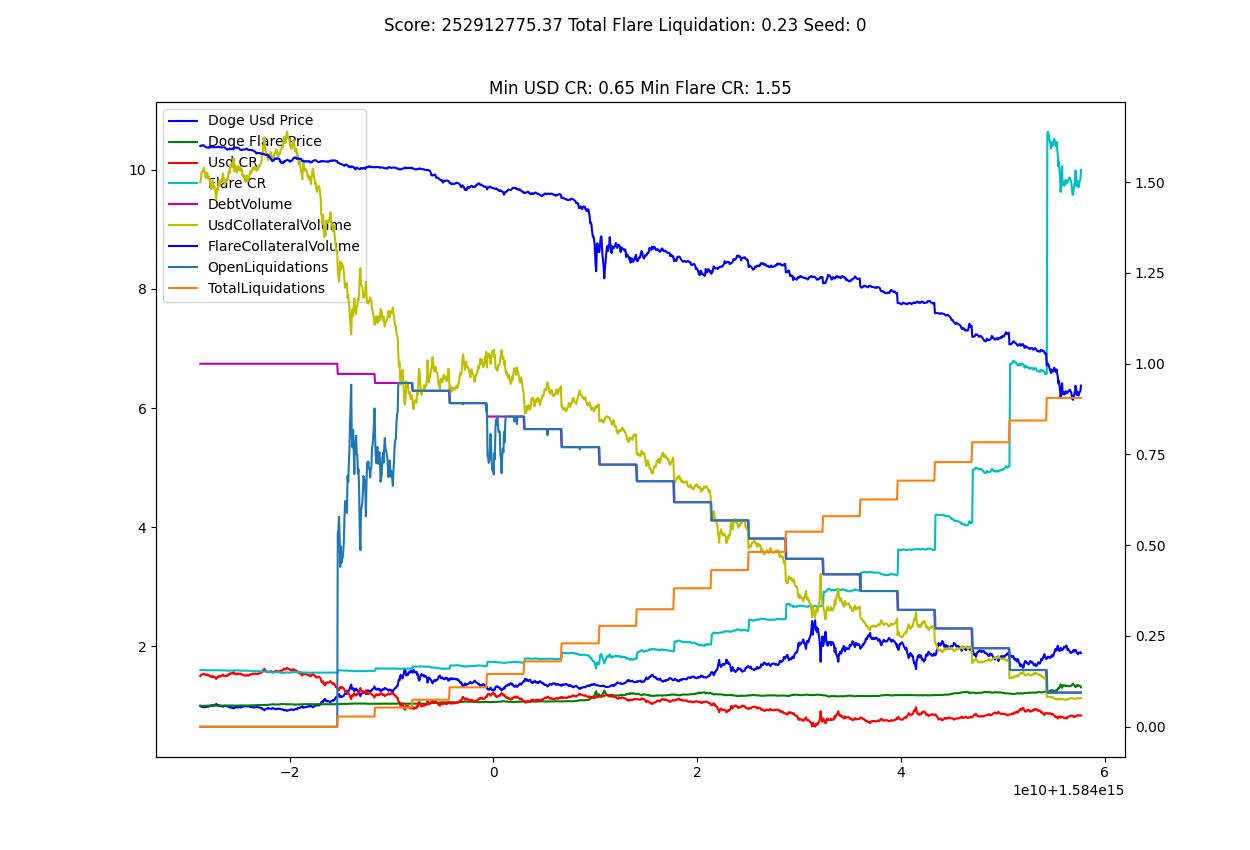 Score: 252912775.37 Total Flare Liquidation: 0.23 Seed: 0
Min USD CR: 0.65 Min Flare CR: 1.55
Doge Usd Price
Doge Flare Price
Usd CR
Flare CR
DebtVolume
UsdCollateralVolume
FlareCollateralVolume
OpenLiquidations
TotalLiquidations
10
8
6
4
2
1.50
1.25
1.00
0.75
0.50
0.25
0.00
−2
0
2
4
6
1e10+1.584e15